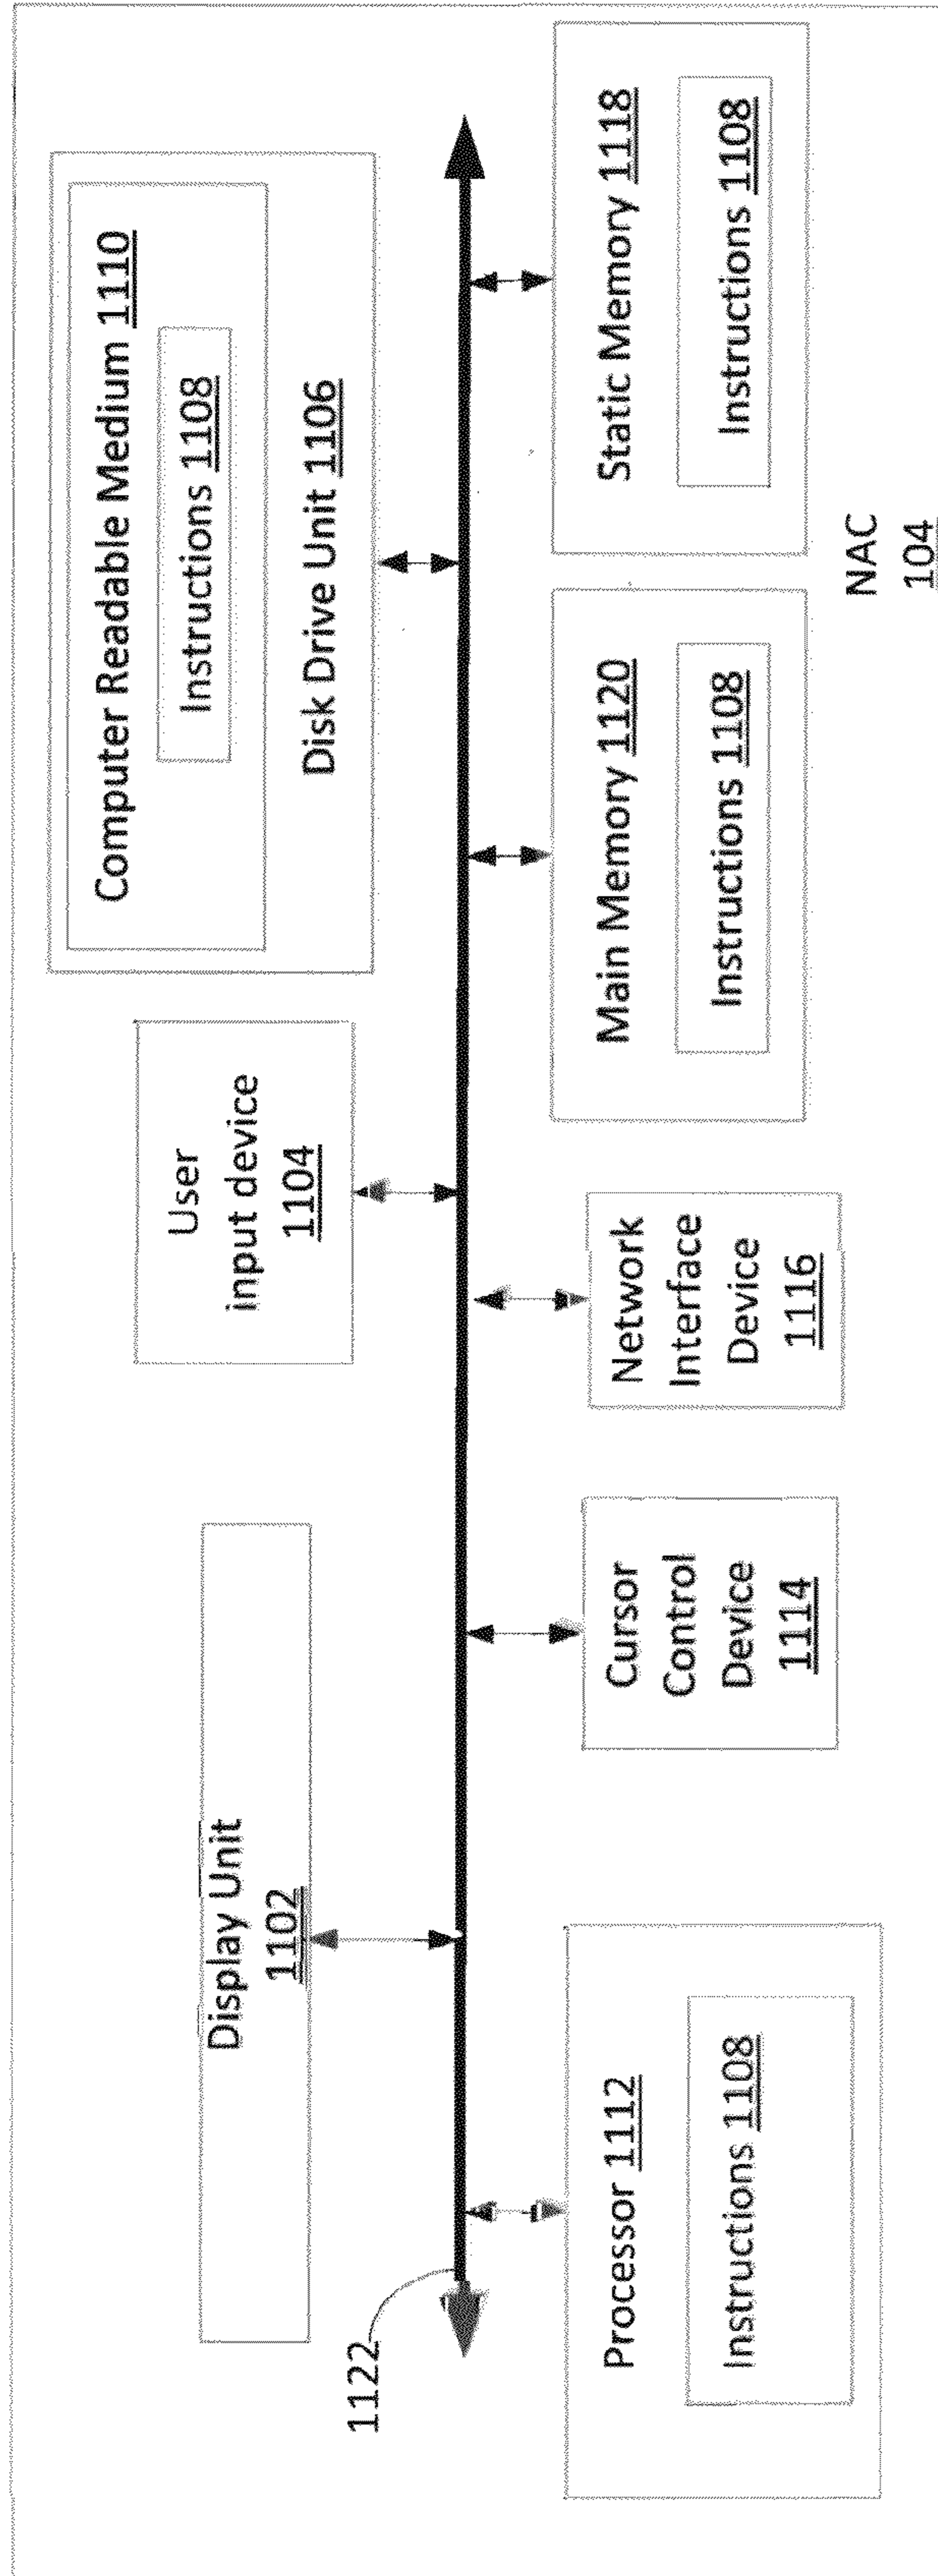 Computer Readable Medium 1110
Instructions 1108
Disk Drive Unit 1106
User
input device
1104
Display Unit
1102
1122
Processor 1112
Instructions 1108
Cursor
Control
Device
1114
Network
Interface
Device
1116
Main Memory 1120
Instructions 1108
Static Memory 1118
Instructions 1108
NAC
104